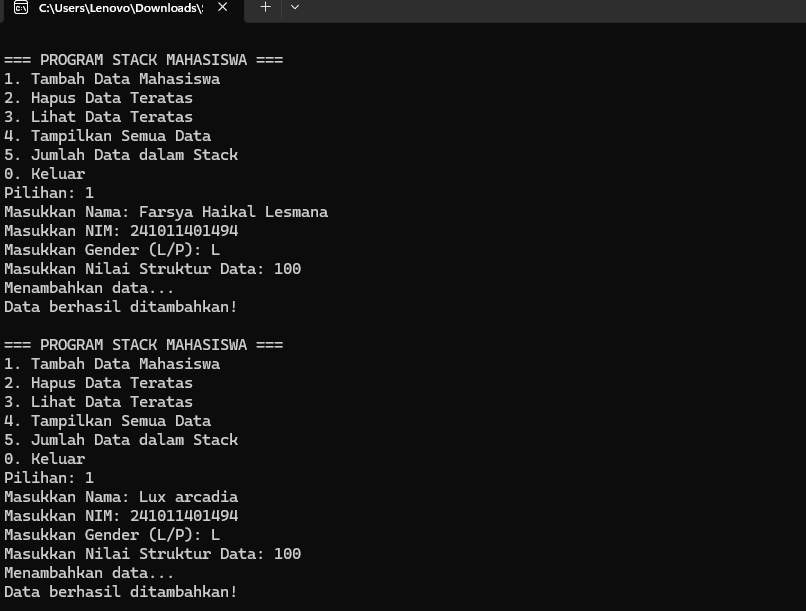 C:\Users\Lenovo\Downloads\
=== PROGRAM STACK MAHASISWA ===
1. Tambah Data Mahasiswa
2. Hapus Data Teratas
3. Lihat Data Teratas
4. Tampilkan Semua Data
5. Jumlah Data dalam Stack
0. Keluar
Pilihan: 1
Masukkan Nama: Farsya Haikal Lesmana
Masukkan NIM: 241011401494
Masukkan Gender (L/P): L
Masukkan Nilai Struktur Data: 100
Menambahkan data...
Data berhasil ditambahkan!
=== PROGRAM STACK MAHASISWA ===
1. Tambah Data Mahasiswa
2. Hapus Data Teratas
3. Lihat Data Teratas
4. Tampilkan Semua Data
5. Jumlah Data dalam Stack
0. Keluar
Pilihan: 1
Masukkan Nama: Lux arcadia
Masukkan NIM: 241011401494
Masukkan Gender (L/P): L
Masukkan Nilai Struktur Data: 100
Menambahkan data...
Data berhasil ditambahkan!